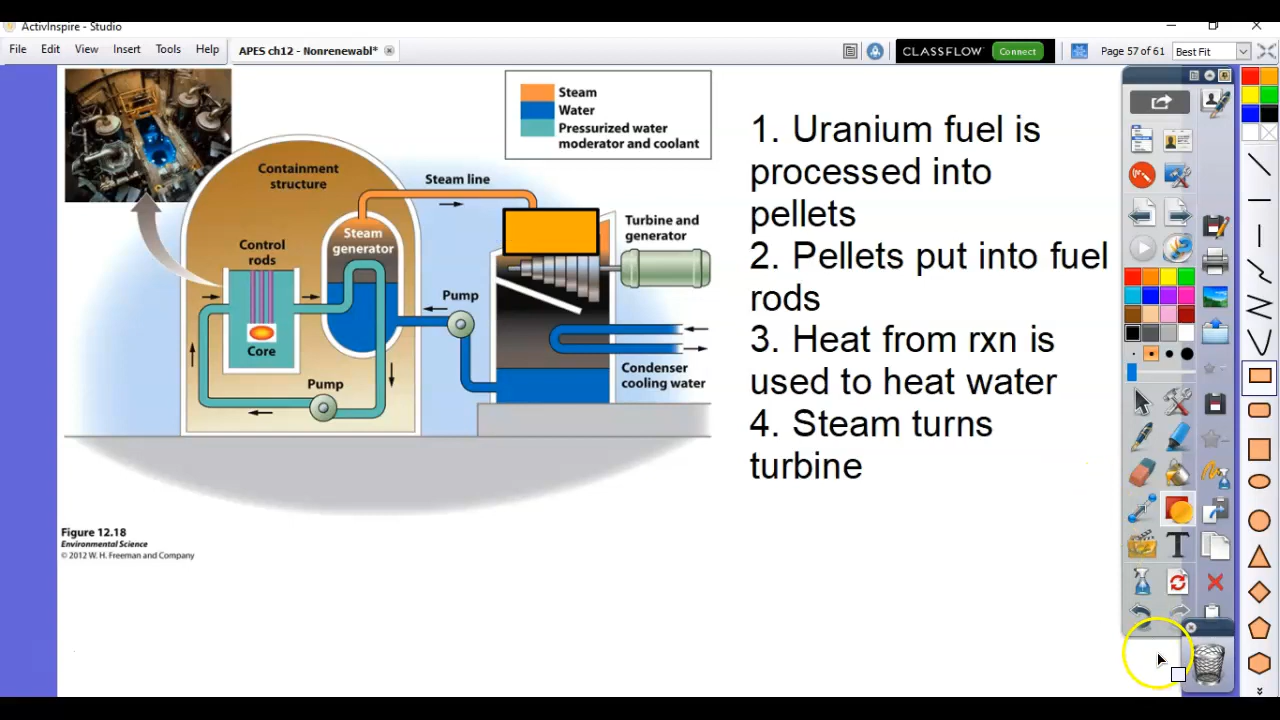 ActivInspire - Studio
File Edit View Insert Tools Help APES ch12 - Nonrenewabl* CLASSFLOW Connect Page 57 of 61 Best Fit
Steam
Water
Pressurized water
moderator and coolant
Containment
structure
Steam line
Steam
generator
Control
rods
Core
Pump
Pump
Turbine and
generator
Condenser
cooling water
Figure 12.18
Environmental Science
© 2012 W. H. Freeman and Company
1. Uranium fuel is
processed into
pellets
2. Pellets put into fuel
rods
3. Heat from rxn is
used to heat water
4. Steam turns
turbine